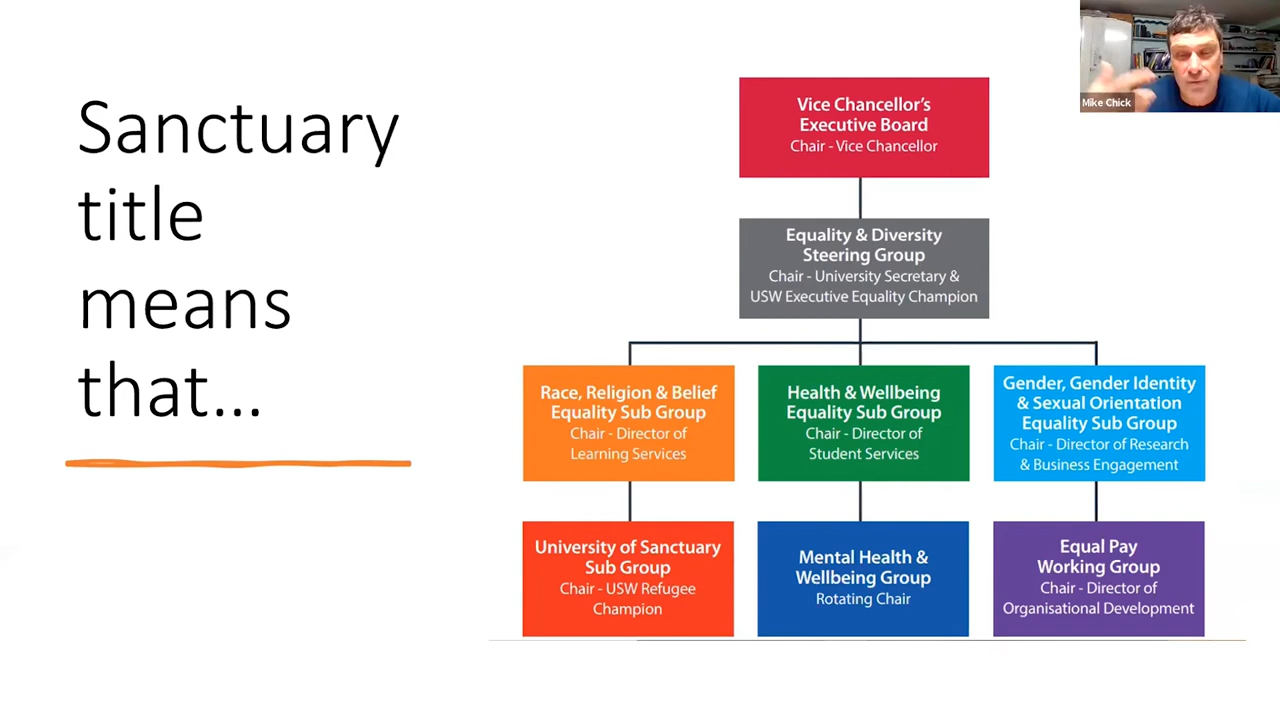 Sanctuary
title
means
that...
Vice Chancellor's
Executive Board
Chair - Vice Chancellor
Mike Chick
Equality & Diversity
Steering Group
Chair - University Secretary &
USW Executive Equality Champion
Race, Religion & Belief
Equality Sub Group
Chair - Director of
Learning Services
Health & Wellbeing
Equality Sub Group
Chair - Director of
Student Services
Gender, Gender Identity
& Sexual Orientation
Equality Sub Group
Chair - Director of Research
& Business Engagement
University of Sanctuary
Sub Group
Chair - USW Refugee
Champion
Mental Health &
Wellbeing Group
Rotating Chair
Equal Pay
Working Group
Chair - Director of
Organisational Development